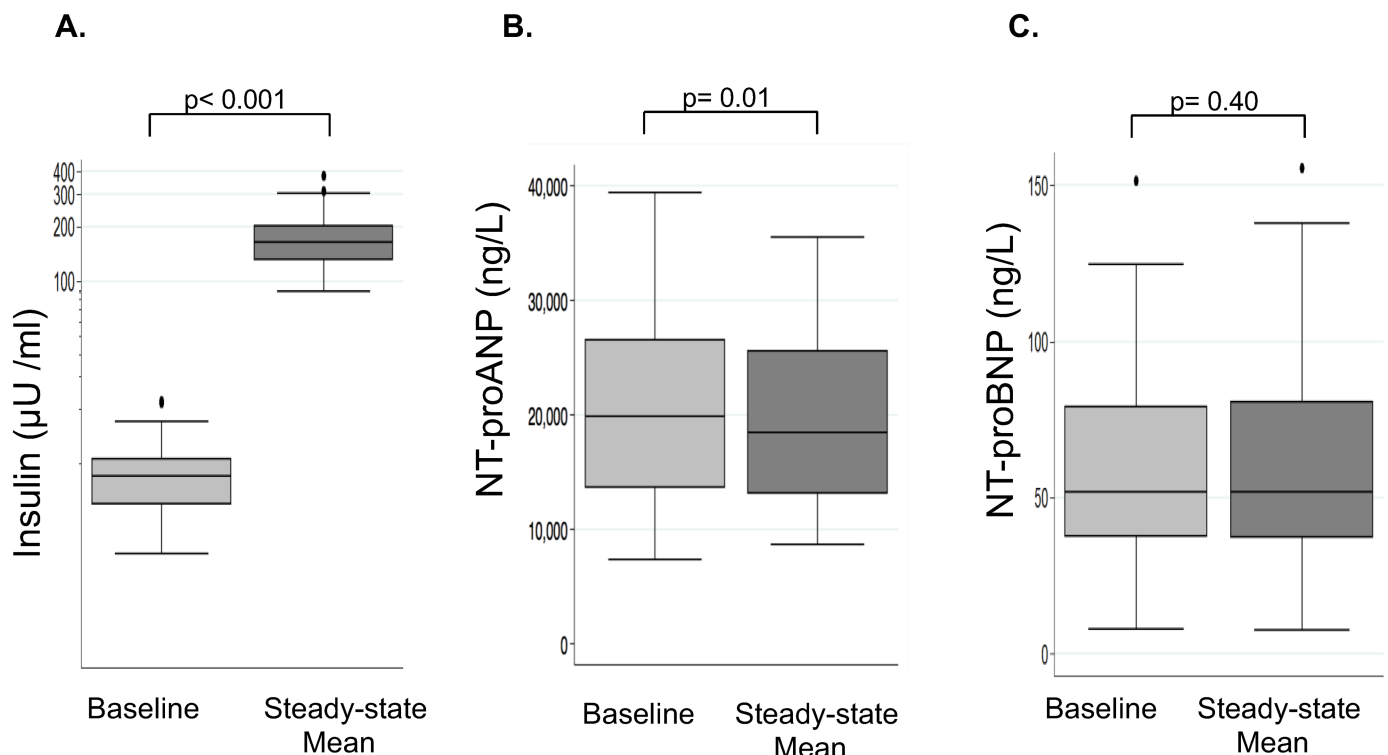 A.
p< 0.001
400
300
200
100
Insulin (µU /ml)
Baseline
Steady-state
Mean
B.
p= 0.01
40,000
30,000
20,000
10,000
0
NT-proANP (ng/L)
Baseline
Steady-state
Mean
C.
p= 0.40
150
100
50
0
NT-proBNP (ng/L)
Baseline
Steady-state
Mean